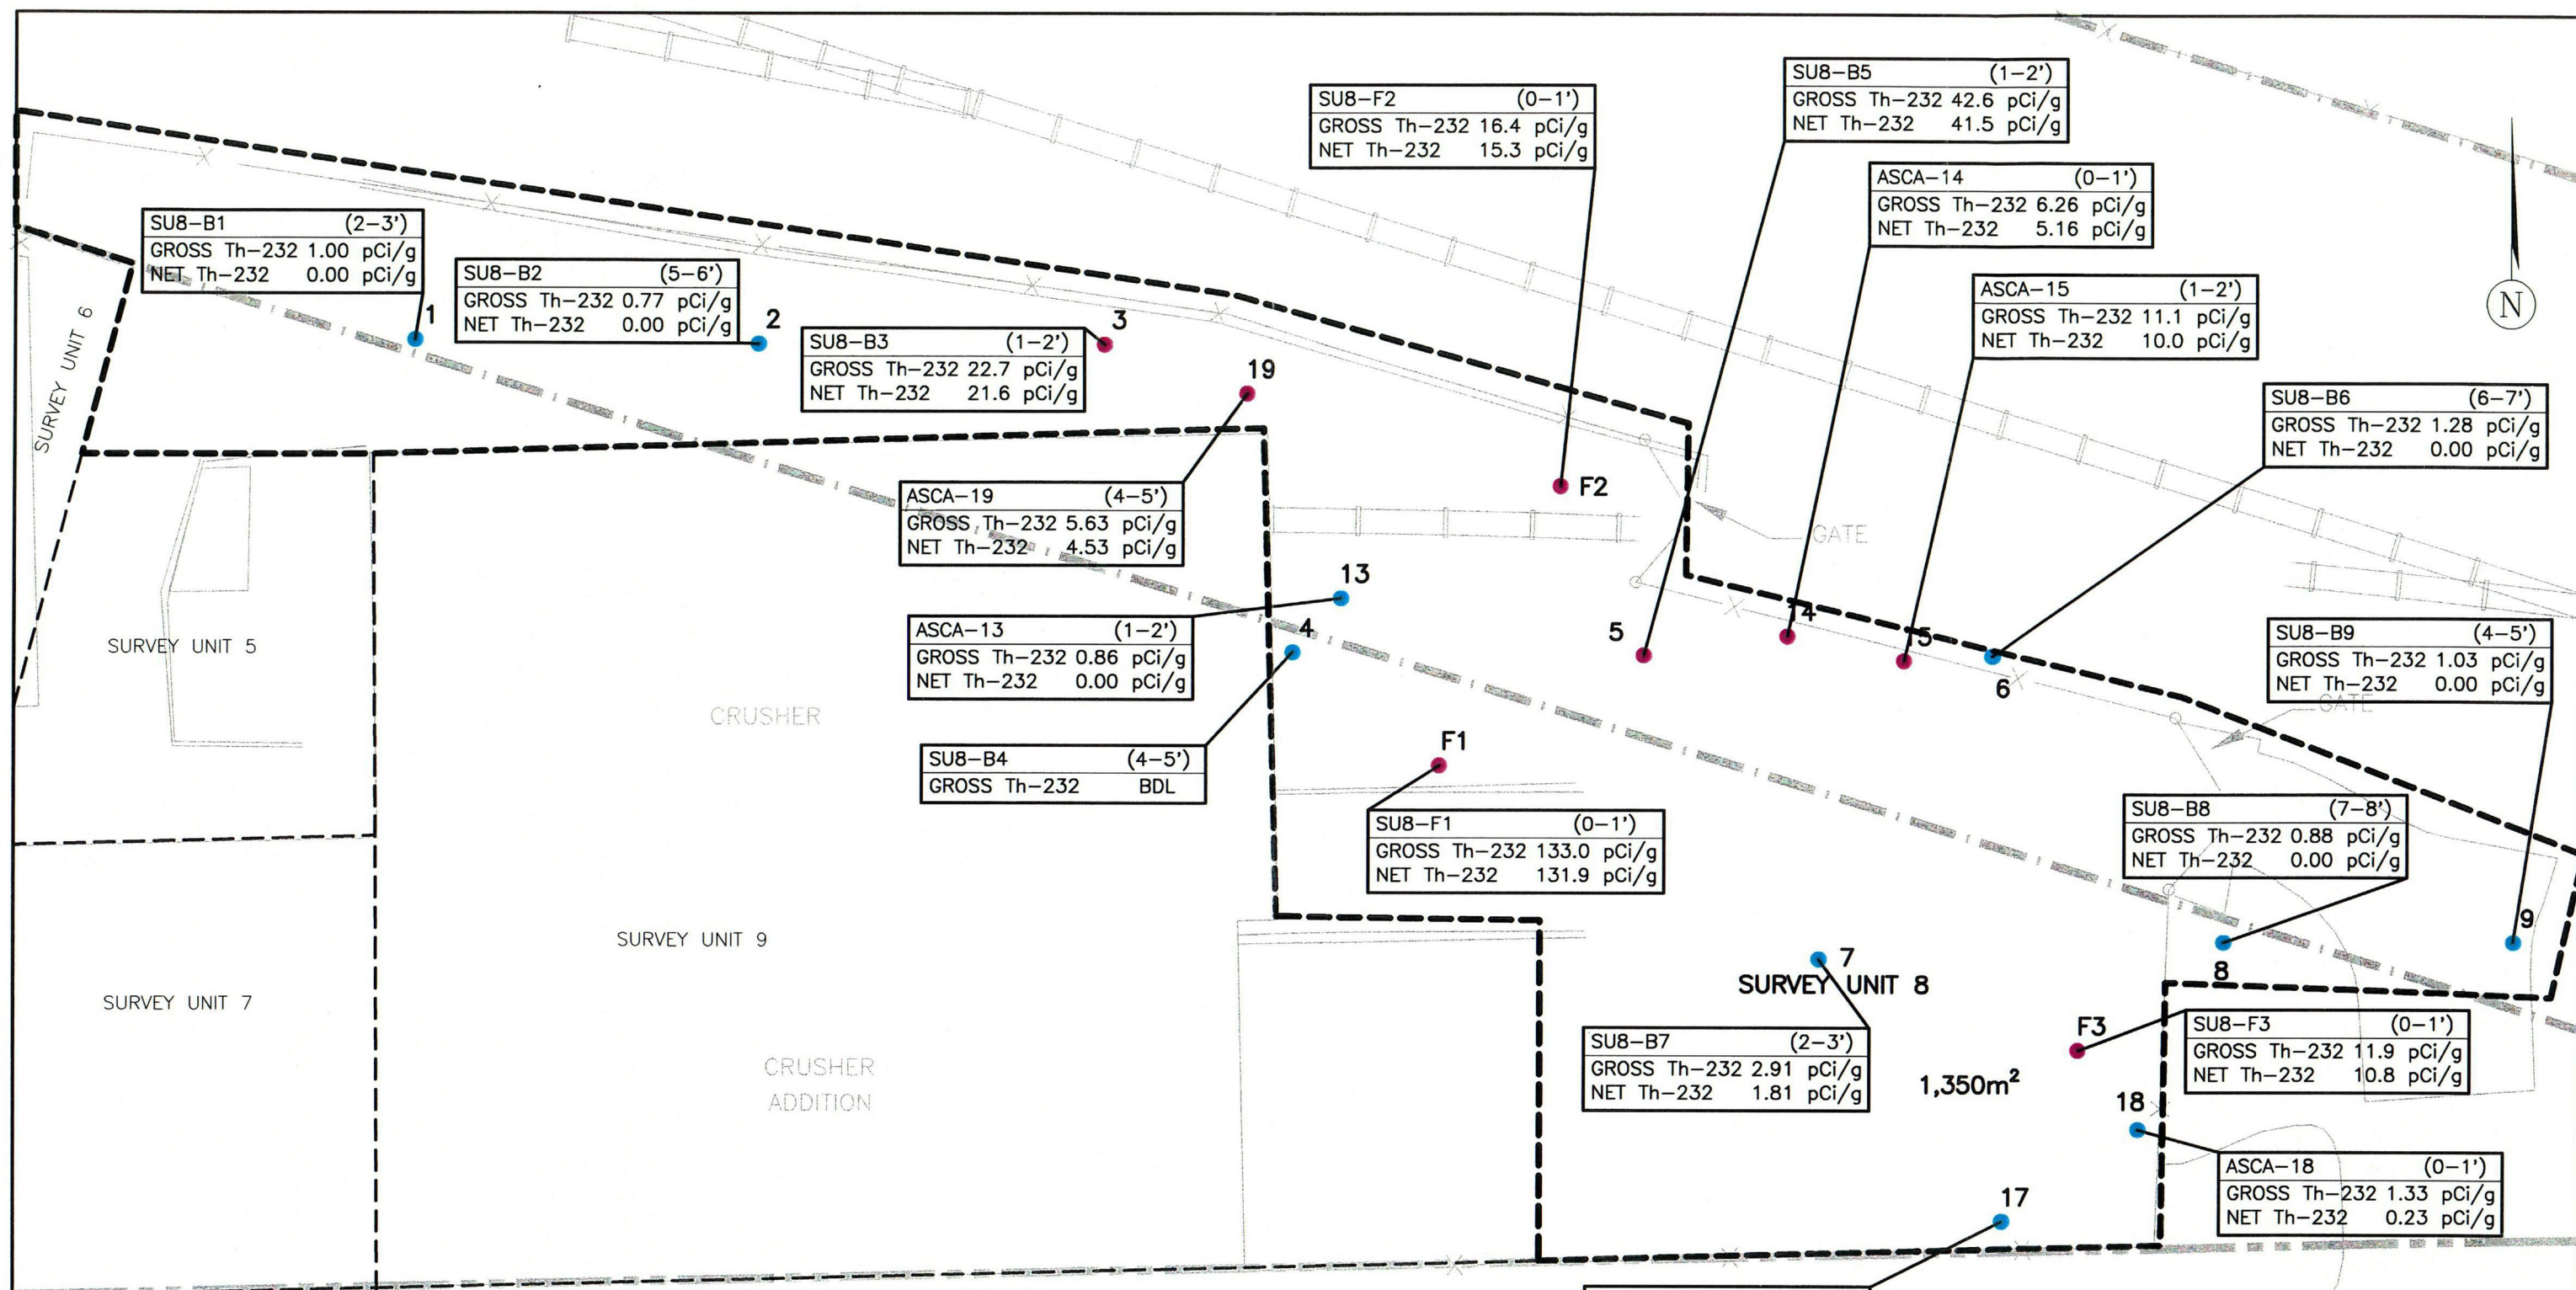 SU8-F2 (0-1')
GROSS Th-232 16.4 pCi/g
NET Th-232 15.3 pCi/g
SU8-B5 (1-2')
GROSS Th-232 42.6 pCi/g
NET Th-232 41.5 pCi/g
ASCA-14 (0-1')
GROSS Th-232 6.26 pCi/g
NET Th-232 5.16 pCi/g
SU8-B1 (2-3')
GROSS Th-232 1.00 pCi/g
NET Th-232 0.00 pCi/g
1
SU8-B2 (5-6')
GROSS Th-232 0.77 pCi/g
NET Th-232 0.00 pCi/g
2
SU8-B3 (1-2')
GROSS Th-232 22.7 pCi/g
NET Th-232 21.6 pCi/g
3
19
ASCA-15 (1-2')
GROSS Th-232 11.1 pCi/g
NET Th-232 10.0 pCi/g
N
SU8-B6 (6-7')
GROSS Th-232 1.28 pCi/g
NET Th-232 0.00 pCi/g
SURVEY UNIT 6
ASCA-19 (4-5')
GROSS Th-232 5.63 pCi/g
NET Th-232 4.53 pCi/g
F2
GATE
13
ASCA-13 (1-2')
GROSS Th-232 0.86 pCi/g
NET Th-232 0.00 pCi/g
4
5
14
15
6
SU8-B9 (4-5')
GROSS Th-232 1.03 pCi/g
NET Th-232 0.00 pCi/g
GATE
SURVEY UNIT 5
CRUSHER
SU8-B4 (4-5')
GROSS Th-232 BDL
F1
SU8-F1 (0-1')
GROSS Th-232 133.0 pCi/g
NET Th-232 131.9 pCi/g
SU8-B8 (7-8')
GROSS Th-232 0.88 pCi/g
NET Th-232 0.00 pCi/g
9
8
SURVEY UNIT 9
7
SURVEY UNIT 8
SURVEY UNIT 7
SU8-B7 (2-3')
GROSS Th-232 2.91 pCi/g
NET Th-232 1.81 pCi/g
1,350m²
F3
SU8-F3 (0-1')
GROSS Th-232 11.9 pCi/g
NET Th-232 10.8 pCi/g
CRUSHER
ADDITION
18
ASCA-18 (0-1')
GROSS Th-232 1.33 pCi/g
NET Th-232 0.23 pCi/g
17